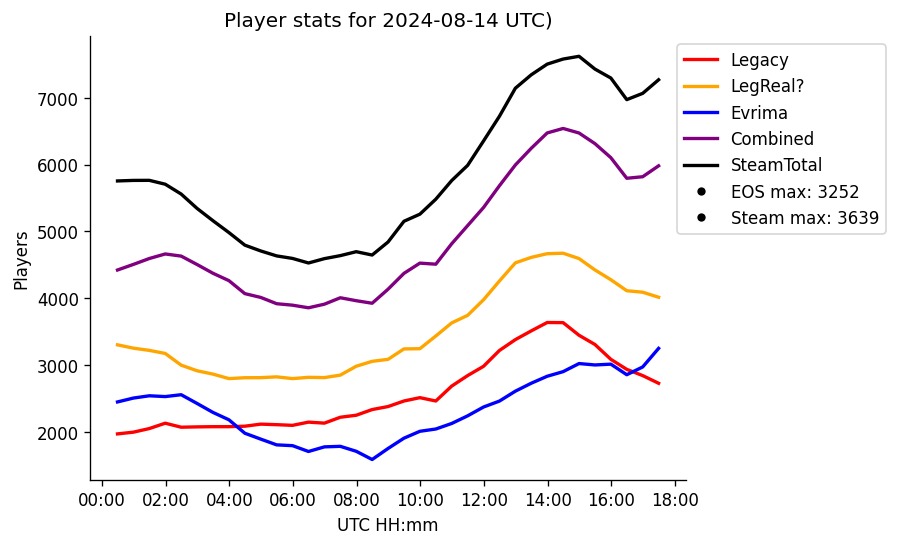 Player stats for 2024-08-14 UTC)
Legacy
LegReal?
Evrima
Combined
SteamTotal
EOS max: 3252
Steam max: 3639
Players
7000
6000
5000
4000
3000
2000
00:00 02:00 04:00 06:00 08:00 10:00 12:00 14:00 16:00 18:00
UTC HH:mm